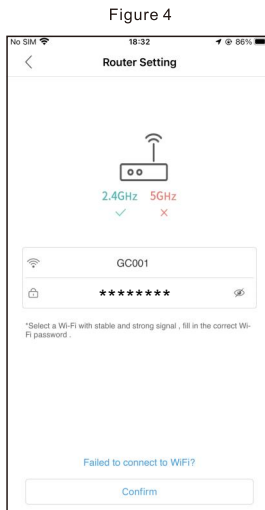 Figure 4
No SIM 18:32 86%
Router Setting
2.4GHz 5GHz
GC001
********
*Select a Wi-Fi with stable and strong signal , fill in the correct Wi-
Fi password .
Failed to connect to WiFi?
Confirm